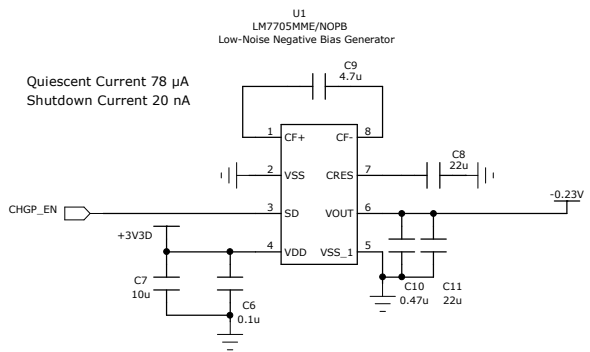 U1
LM7705MME/NOPB
Low-Noise Negative Bias Generator
Quiescent Current 78 µA
Shutdown Current 20 nA
C9
4.7u
1 CF+ CF- 8
2 VSS CRES 7
C8
22u
CHGP_EN 3 SD VOUT 6 -0.23V
+3V3D
4 VDD VSS_1 5
C7
10u
C6
0.1u
C10
0.47u
C11
22u